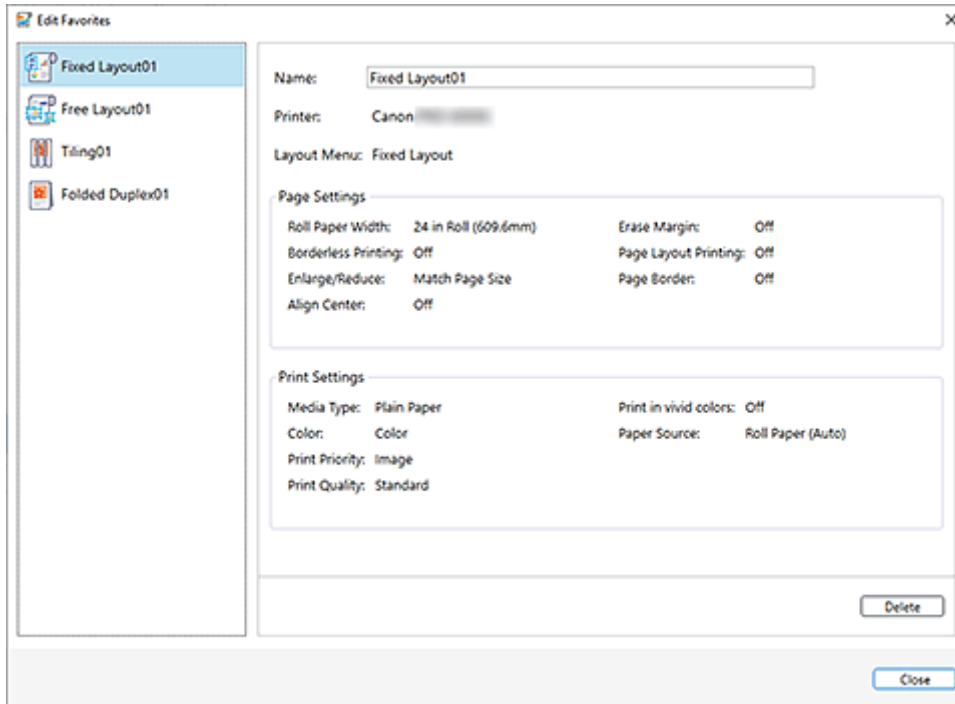 Edit Favorites
Fixed Layout01
Free Layout01
Tiling01
Folded Duplex01
Name: Fixed Layout01
Printer: Canon
Layout Menu: Fixed Layout
Page Settings
Roll Paper Width: 24 in Roll (609.6mm) Erase Margin: Off
Borderless Printing: Off Page Layout Printing: Off
Enlarge/Reduce: Match Page Size Page Border: Off
Align Center: Off
Print Settings
Media Type: Plain Paper Print in vivid colors: Off
Color: Color Paper Source: Roll Paper (Auto)
Print Priority: Image
Print Quality: Standard
Delete
Close